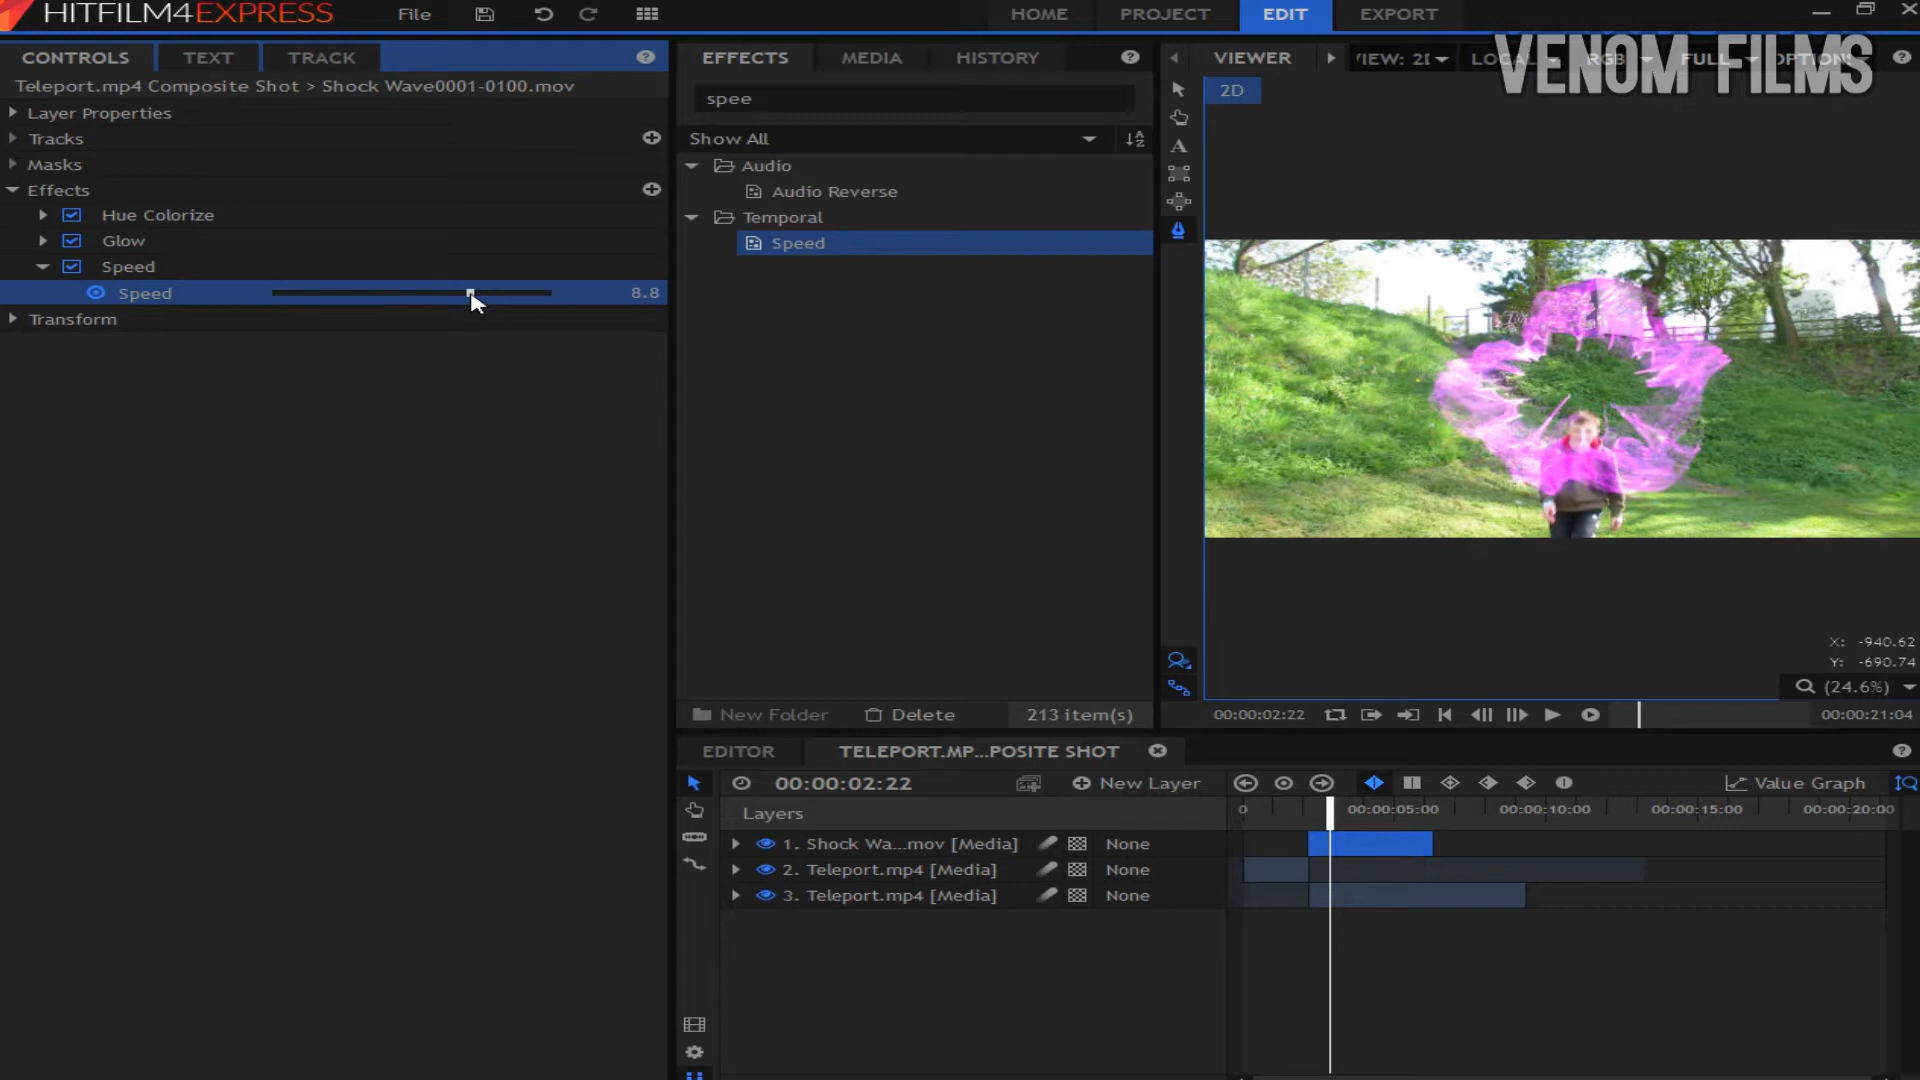 HITFILM4EXPRESS File HOME PROJECT EDIT EXPORT
VENOM FILMS
CONTROLS TEXT TRACK
Teleport.mp4 Composite Shot > Shock Wave0001-0100.mov
Layer Properties
Tracks
Masks
Effects
Hue Colorize
Glow
Speed
Speed 8.8
Transform
EFFECTS MEDIA HISTORY
spee
Show All
Audio
Audio Reverse
Temporal
Speed
New Folder Delete 213 item(s)
VIEWER FULL
2D
X: -940.62
Y: -690.74
(24.6%)
00:00:02:22 00:00:21:04
EDITOR TELEPORT.MP...POSITE SHOT
00:00:02:22 New Layer Value Graph
Layers 0 00:00:05:00 00:00:10:00 00:00:15:00 00:00:20:00
1. Shock Wa...mov [Media] None
2. Teleport.mp4 [Media] None
3. Teleport.mp4 [Media] None